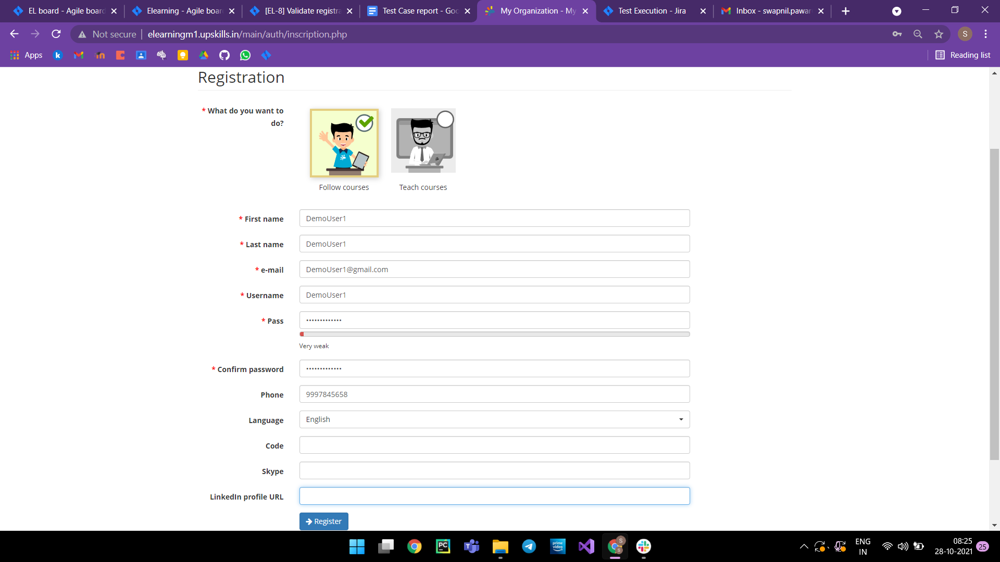 EL board - Agile board
Elearning - Agile boar
[EL-8] Validate registra
Test Case report - Goo
My Organization - My
Test Execution - Jira
Inbox - swapnil.pawar
Not secure | elearningm1.upskills.in/main/auth/inscription.php
S
Apps
Reading list
Registration
* What do you want to
do?
Follow courses
Teach courses
* First name
DemoUser1
* Last name
DemoUser1
* e-mail
DemoUser1@gmail.com
* Username
DemoUser1
* Pass
•••••••••••••
Very weak
* Confirm password
•••••••••••••
Phone
9997845658
Language
English
Code
Skype
LinkedIn profile URL
Register
PC
prime
video
ENG
IN
08:25
28-10-2021
25